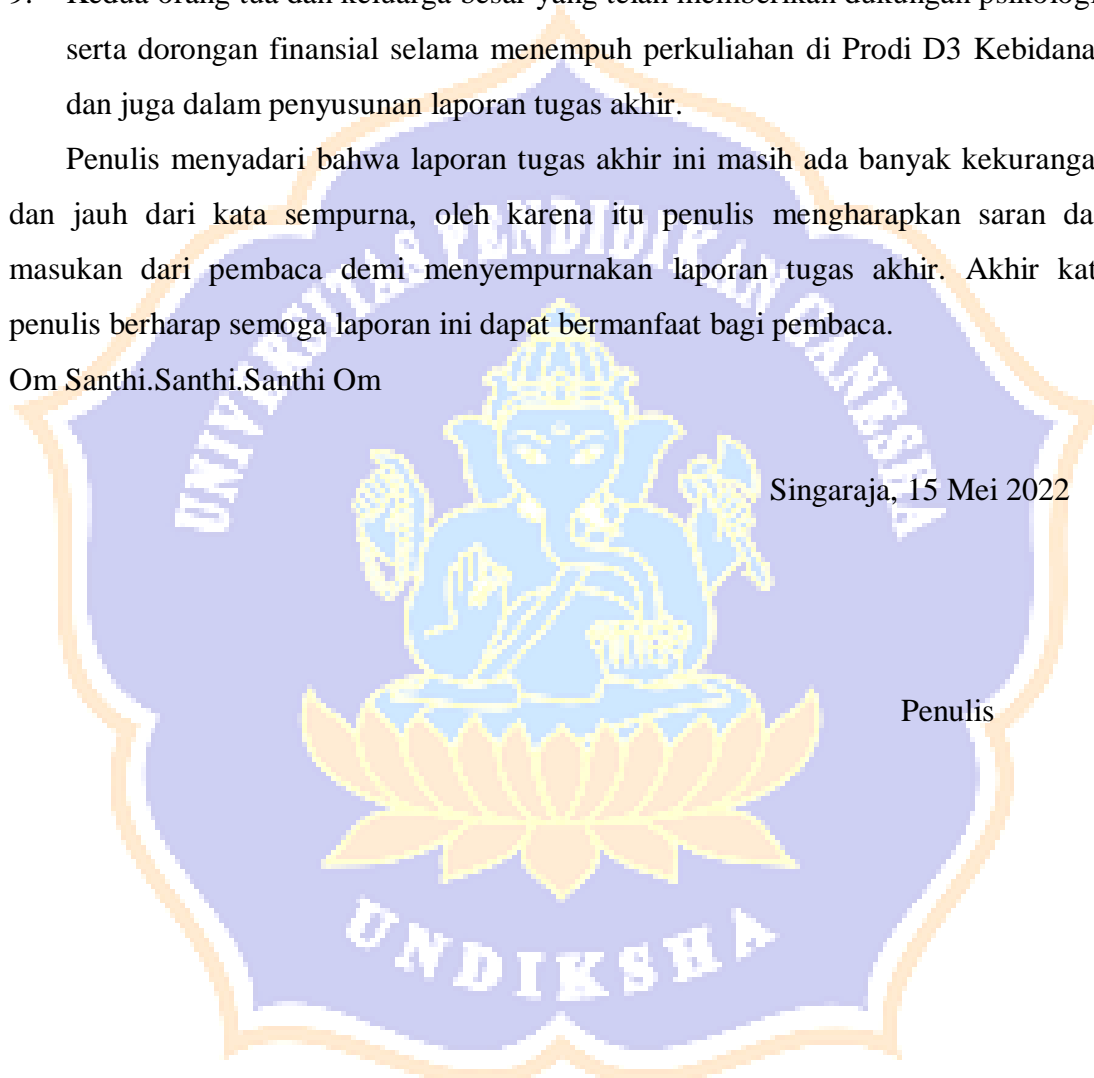 9. Kedua orang tua dan keluarga besar yang telah memberikan dukungan psikologi
serta dorongan finansial selama menempuh perkuliahan di Prodi D3 Kebidana
dan juga dalam penyusunan laporan tugas akhir.
Penulis menyadari bahwa laporan tugas akhir ini masih ada banyak kekuranga
dan jauh dari kata sempurna, oleh karena itu penulis mengharapkan saran da
masukan dari pembaca demi menyempurnakan laporan tugas akhir. Akhir kat
penulis berharap semoga laporan ini dapat bermanfaat bagi pembaca.
Om Santhi.Santhi.Santhi Om
UNIVERSITAS PENDIDIKAN GANESHA
Singaraja, 15 Mei 2022
Penulis
UNDIKSHA